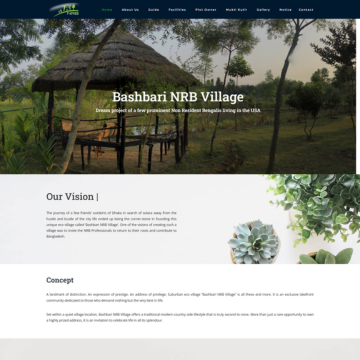 Home About Us Guide Facilities Plot Owner Mukti Kutir Gallery Notice Contact
Bashbari NRB Village
Dream project of a few prominent Non Resident Bengalis living in the USA
Our Vision |
The journey of a few friends' resident of Dhaka in search of solace away from the
hustle and bustle of the city life ended up being the corner-stone in founding this
unique eco-village called 'Bashbari NRB Village'. One of the visions of creating such a
village was to invite the NRB Professionals to return to their roots and contribute to
Bangladesh.
Concept
A landmark of distinction. An expression of prestige. An address of privilege. Suburban eco village "Bashbari NRB Village" is all these and more. It is an exclusive lakefront
community dedicated to those who demand nothing but the very best in life.
Set within a quiet village location, Bashbari NRB Village offers a traditional modern country side lifestyle that is truly second to none. More than just a rare opportunity to own
a highly prized address, it is an invitation to celebrate life in all its splendour.